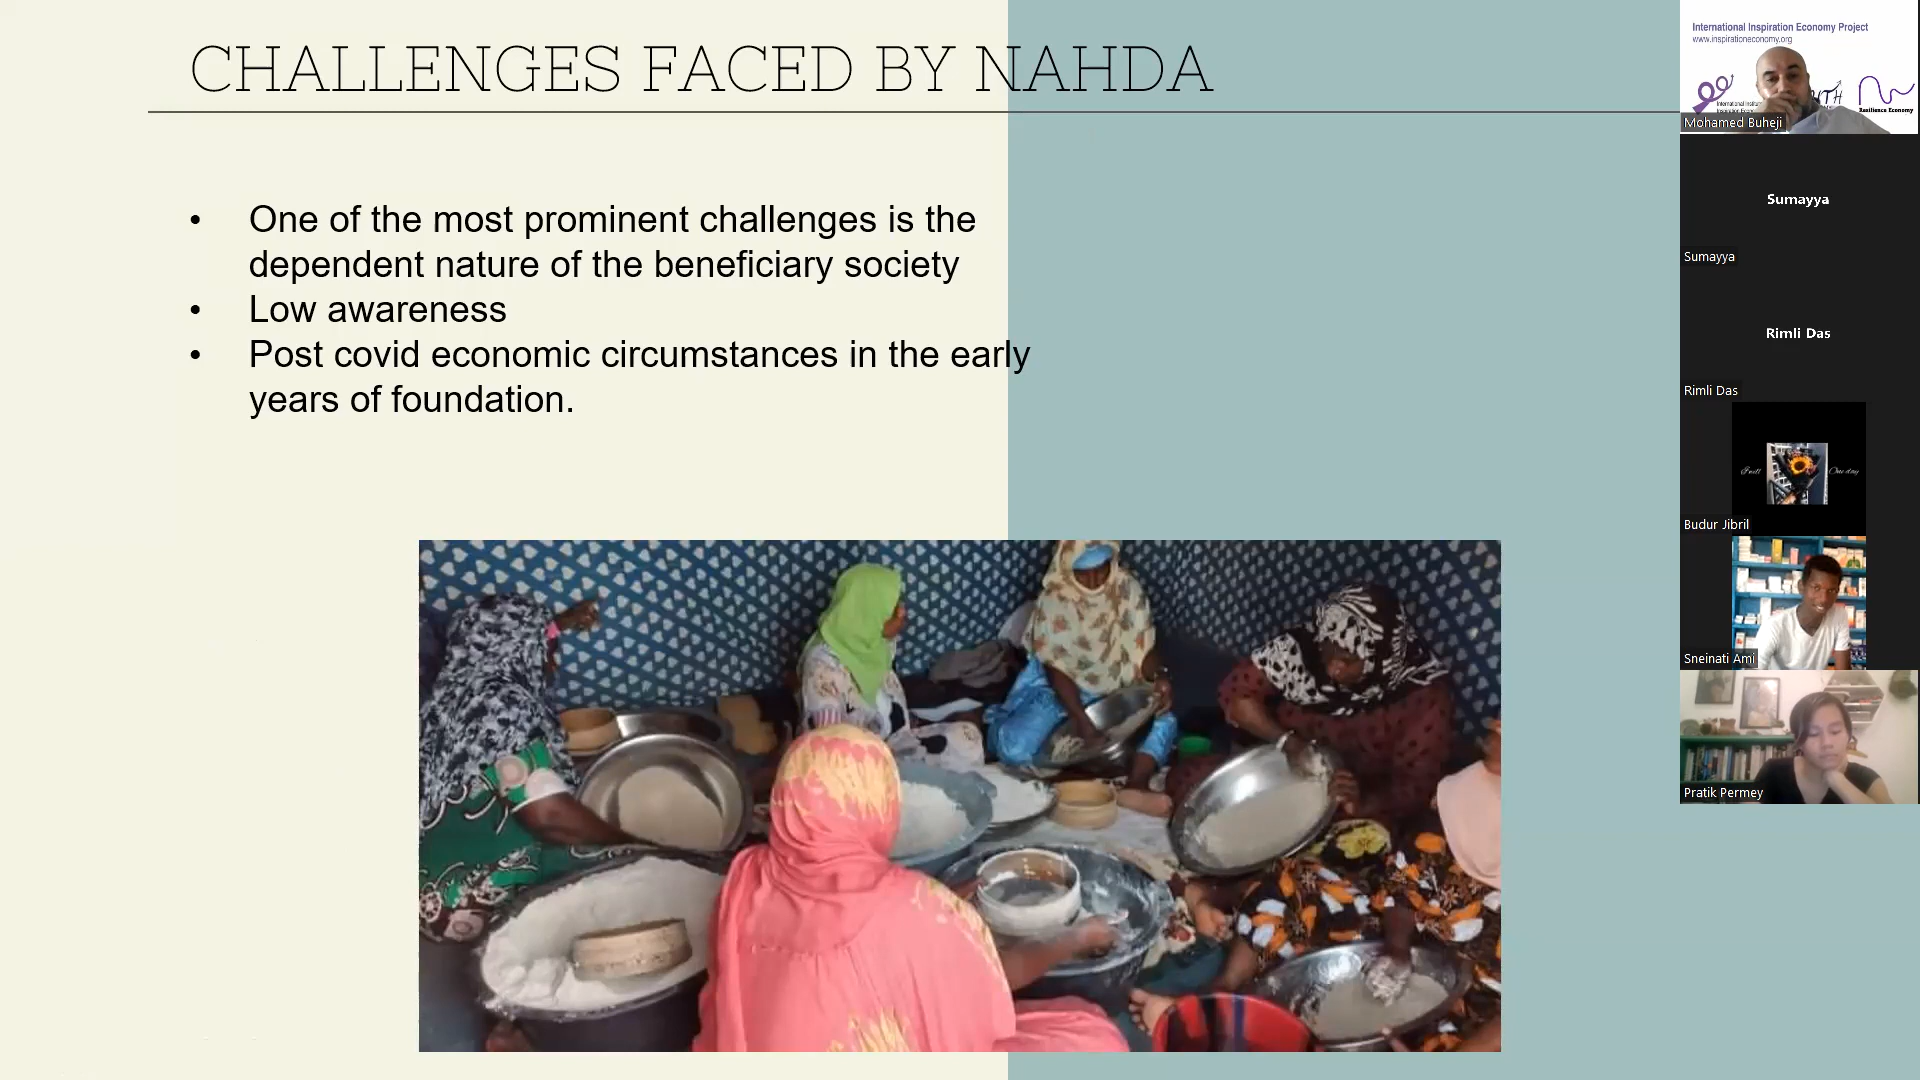 CHALLENGES FACED BY NAHDA
• One of the most prominent challenges is the
dependent nature of the beneficiary society
• Low awareness
• Post covid economic circumstances in the early
years of foundation.
International Inspiration Economy Project
www.inspirationeconomy.org
Resilience Economy
Mohamed Buheji
Sumayya
Sumayya
Rimli Das
Rimli Das
One day
Budur Jibril
Sneinati Ami
Pratik Permey